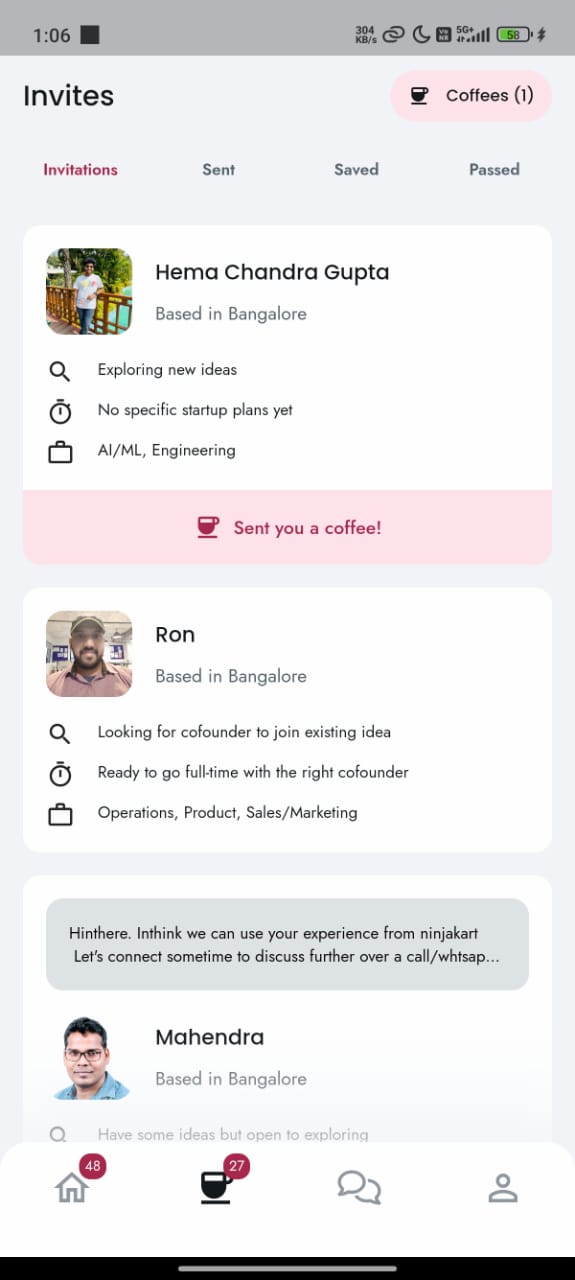 1:06 304 KB/s Vo NR 5G+ 58
Invites
Coffees (1)
Invitations Sent Saved Passed
Hema Chandra Gupta
Based in Bangalore
Exploring new ideas
No specific startup plans yet
AI/ML, Engineering
Sent you a coffee!
Ron
Based in Bangalore
Looking for cofounder to join existing idea
Ready to go full-time with the right cofounder
Operations, Product, Sales/Marketing
Hinthere. Inthink we can use your experience from ninjakart
Let's connect sometime to discuss further over a call/whtsap...
Mahendra
Based in Bangalore
Have some ideas but open to exploring
48 27